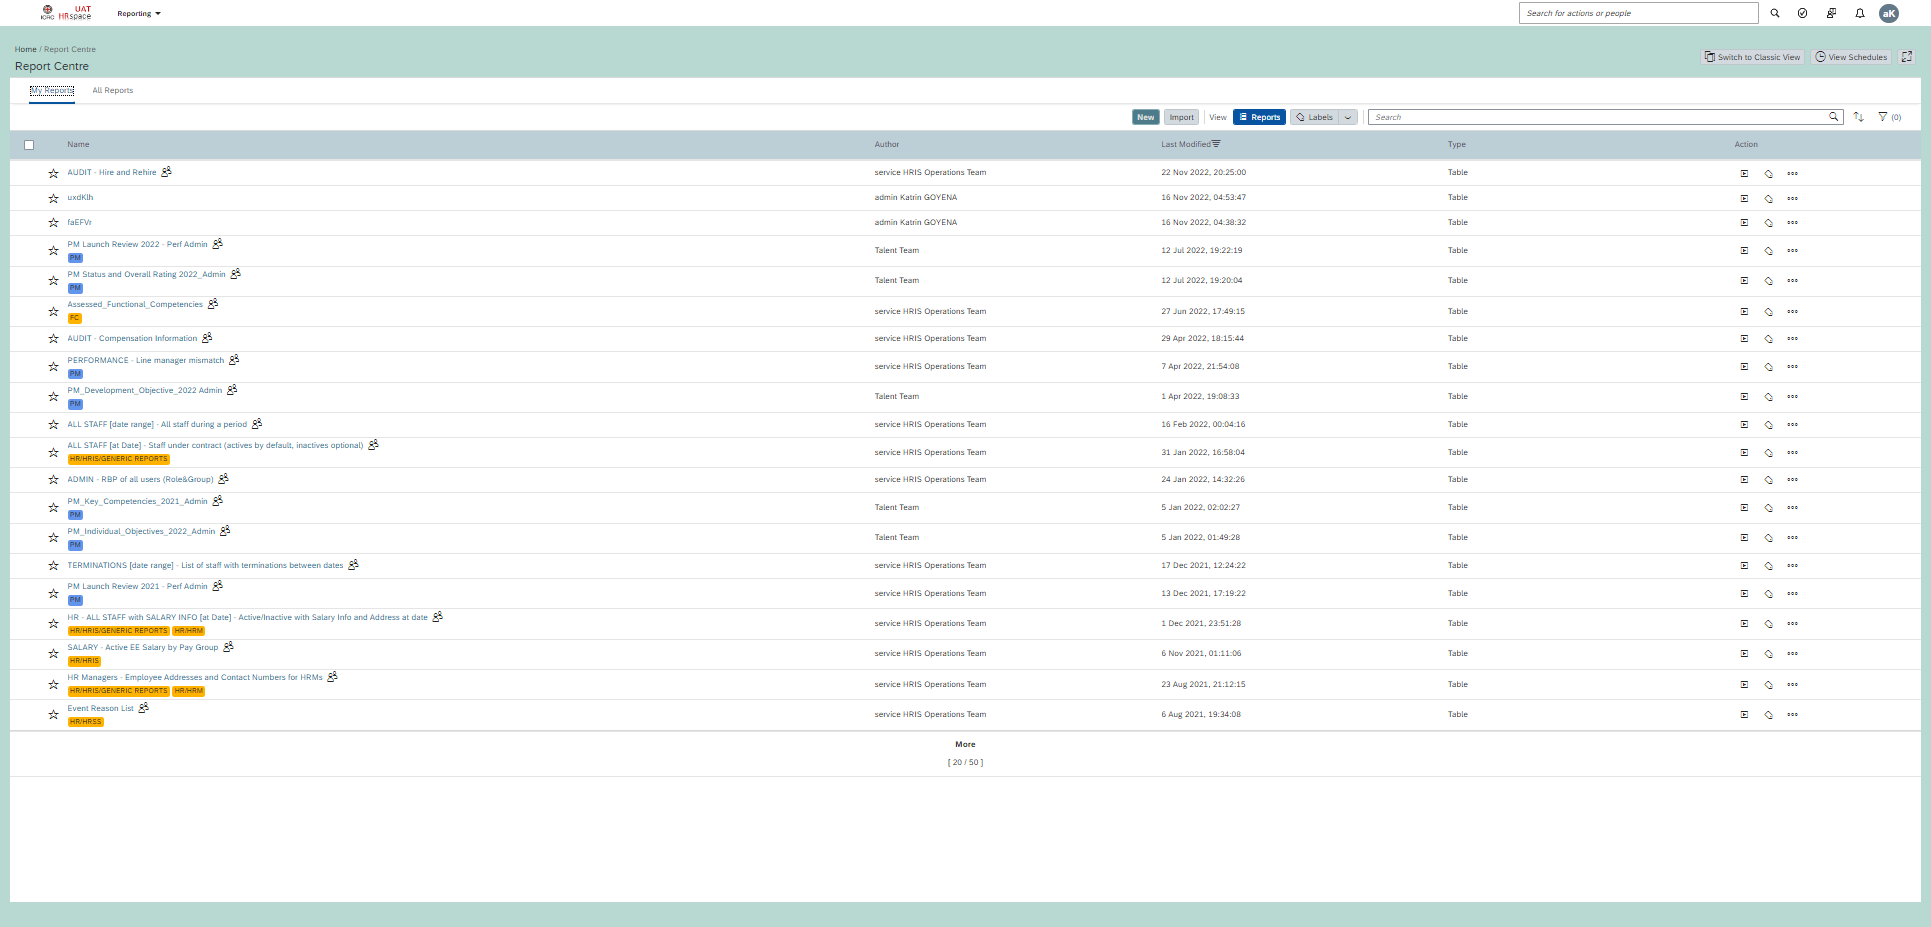 UAT
ICRC HRspace
Reporting
Search for actions or people
aK
Home / Report Centre
Report Centre
Switch to Classic View
View Schedules
My Reports
All Reports
New
Import
View
Reports
Labels
Search
(0)
Name Author Last Modified Type Action
AUDIT - Hire and Rehire service HRIS Operations Team 22 Nov 2022, 20:25:00 Table
uxdKlh admin Katrin GOYENA 16 Nov 2022, 04:53:47 Table
faEFVr admin Katrin GOYENA 16 Nov 2022, 04:38:32 Table
PM Launch Review 2022 - Perf Admin Talent Team 12 Jul 2022, 19:22:19 Table
PM
PM Status and Overall Rating 2022_Admin Talent Team 12 Jul 2022, 19:20:04 Table
PM
Assessed_Functional_Competencies service HRIS Operations Team 27 Jun 2022, 17:49:15 Table
FC
AUDIT - Compensation Information service HRIS Operations Team 29 Apr 2022, 18:15:44 Table
PERFORMANCE - Line manager mismatch service HRIS Operations Team 7 Apr 2022, 21:54:08 Table
PM
PM_Development_Objective_2022 Admin Talent Team 1 Apr 2022, 19:08:33 Table
PM
ALL STAFF [date range] - All staff during a period service HRIS Operations Team 16 Feb 2022, 00:04:16 Table
ALL STAFF [at Date] - Staff under contract (actives by default, inactives optional) service HRIS Operations Team 31 Jan 2022, 16:58:04 Table
HR/HRIS/GENERIC REPORTS
ADMIN - RBP of all users (Role&Group) service HRIS Operations Team 24 Jan 2022, 14:32:26 Table
PM_Key_Competencies_2021_Admin Talent Team 5 Jan 2022, 02:02:27 Table
PM
PM_Individual_Objectives_2022_Admin Talent Team 5 Jan 2022, 01:49:28 Table
PM
TERMINATIONS [date range] - List of staff with terminations between dates service HRIS Operations Team 17 Dec 2021, 12:24:22 Table
PM Launch Review 2021 - Perf Admin service HRIS Operations Team 13 Dec 2021, 17:19:22 Table
PM
HR - ALL STAFF with SALARY INFO [at Date] - Active/Inactive with Salary Info and Address at date service HRIS Operations Team 1 Dec 2021, 23:51:28 Table
HR/HRIS/GENERIC REPORTS HR/HRM
SALARY - Active EE Salary by Pay Group service HRIS Operations Team 6 Nov 2021, 01:11:06 Table
HR/HRIS
HR Managers - Employee Addresses and Contact Numbers for HRMs service HRIS Operations Team 23 Aug 2021, 21:12:15 Table
HR/HRIS/GENERIC REPORTS HR/HRM
Event Reason List service HRIS Operations Team 6 Aug 2021, 19:34:08 Table
HR/HRSS
More
[ 20 / 50 ]